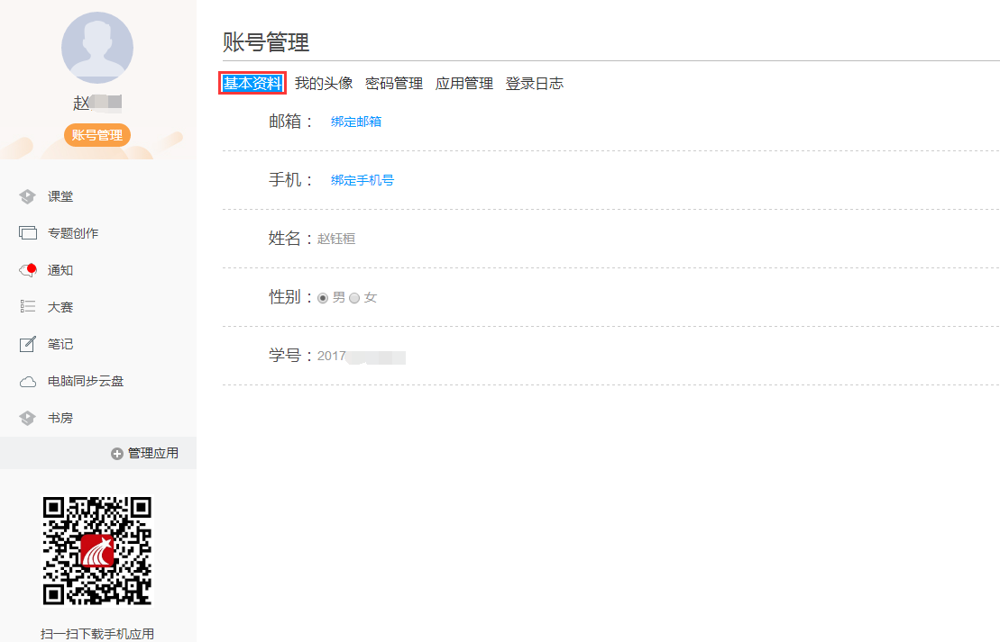 赵
账号管理
课堂
专题创作
通知
大赛
笔记
电脑同步云盘
书房
管理应用
扫一扫下载手机应用
账号管理
基本资料 我的头像 密码管理 应用管理 登录日志
邮箱： 绑定邮箱
手机： 绑定手机号
姓名：赵钰桓
性别：男 女
学号：2017